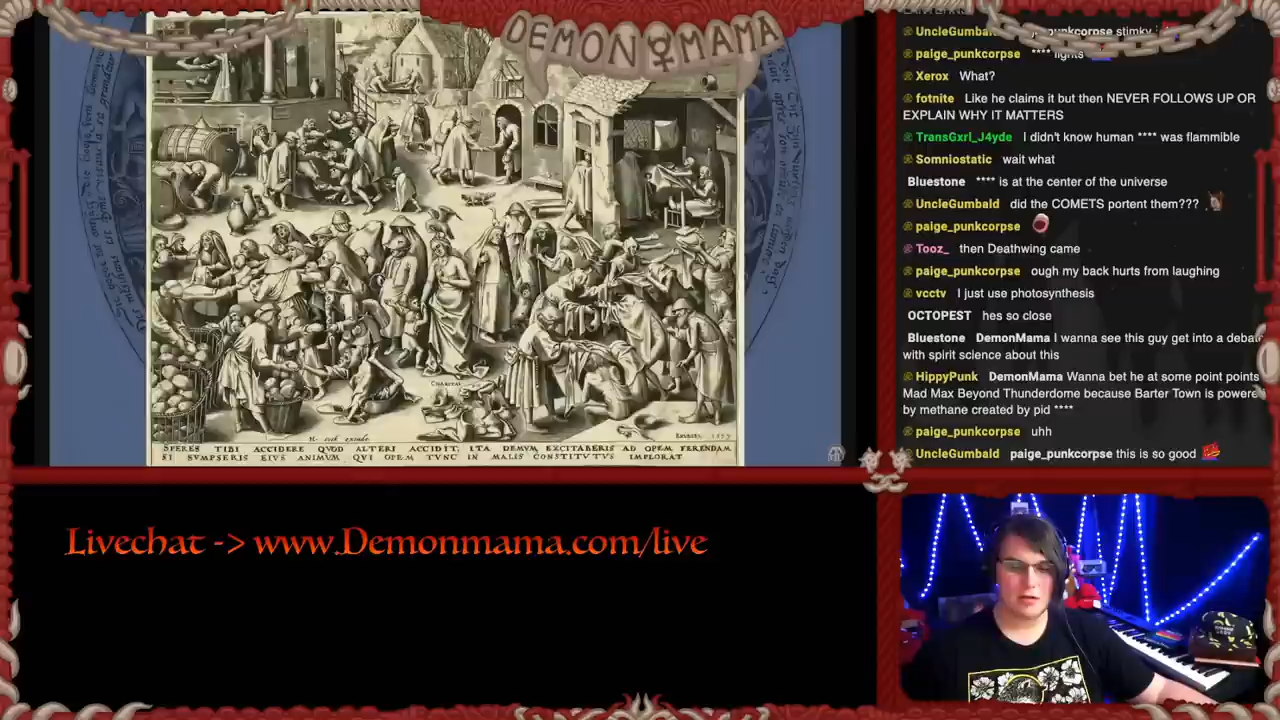 DEMON MAMA
CHARITAS
SPERES TIBI ACCIDERE QVOD ALTERI ACCIDIT, ITA DEMVM EXCITABERIS AD OPEM FERENDAM
SI SVMPSERIS EIVS ANIMVM QVI OPEM TVNC IN MALIS CONSTITVTVS IMPLORAT
UncleGumbald punkcorpse stimky
paige_punkcorpse **** lights
Xerox What?
fotnite Like he claims it but then NEVER FOLLOWS UP OR
EXPLAIN WHY IT MATTERS
TransGxrl_J4yde I didn't know human **** was flammible
Somniostatic wait what
Bluestone **** is at the center of the universe
UncleGumbald did the COMETS portent them???
paige_punkcorpse
Tooz_ then Deathwing came
paige_punkcorpse ough my back hurts from laughing
vcctv I just use photosynthesis
OCTOPEST hes so close
Bluestone DemonMama I wanna see this guy get into a debat
with spirit science about this
HippyPunk DemonMama Wanna bet he at some point points
Mad Max Beyond Thunderdome because Barter Town is powere
by methane created by pid ****
paige_punkcorpse uhh
UncleGumbald paige_punkcorpse this is so good
Livechat -> www.Demonmama.com/live